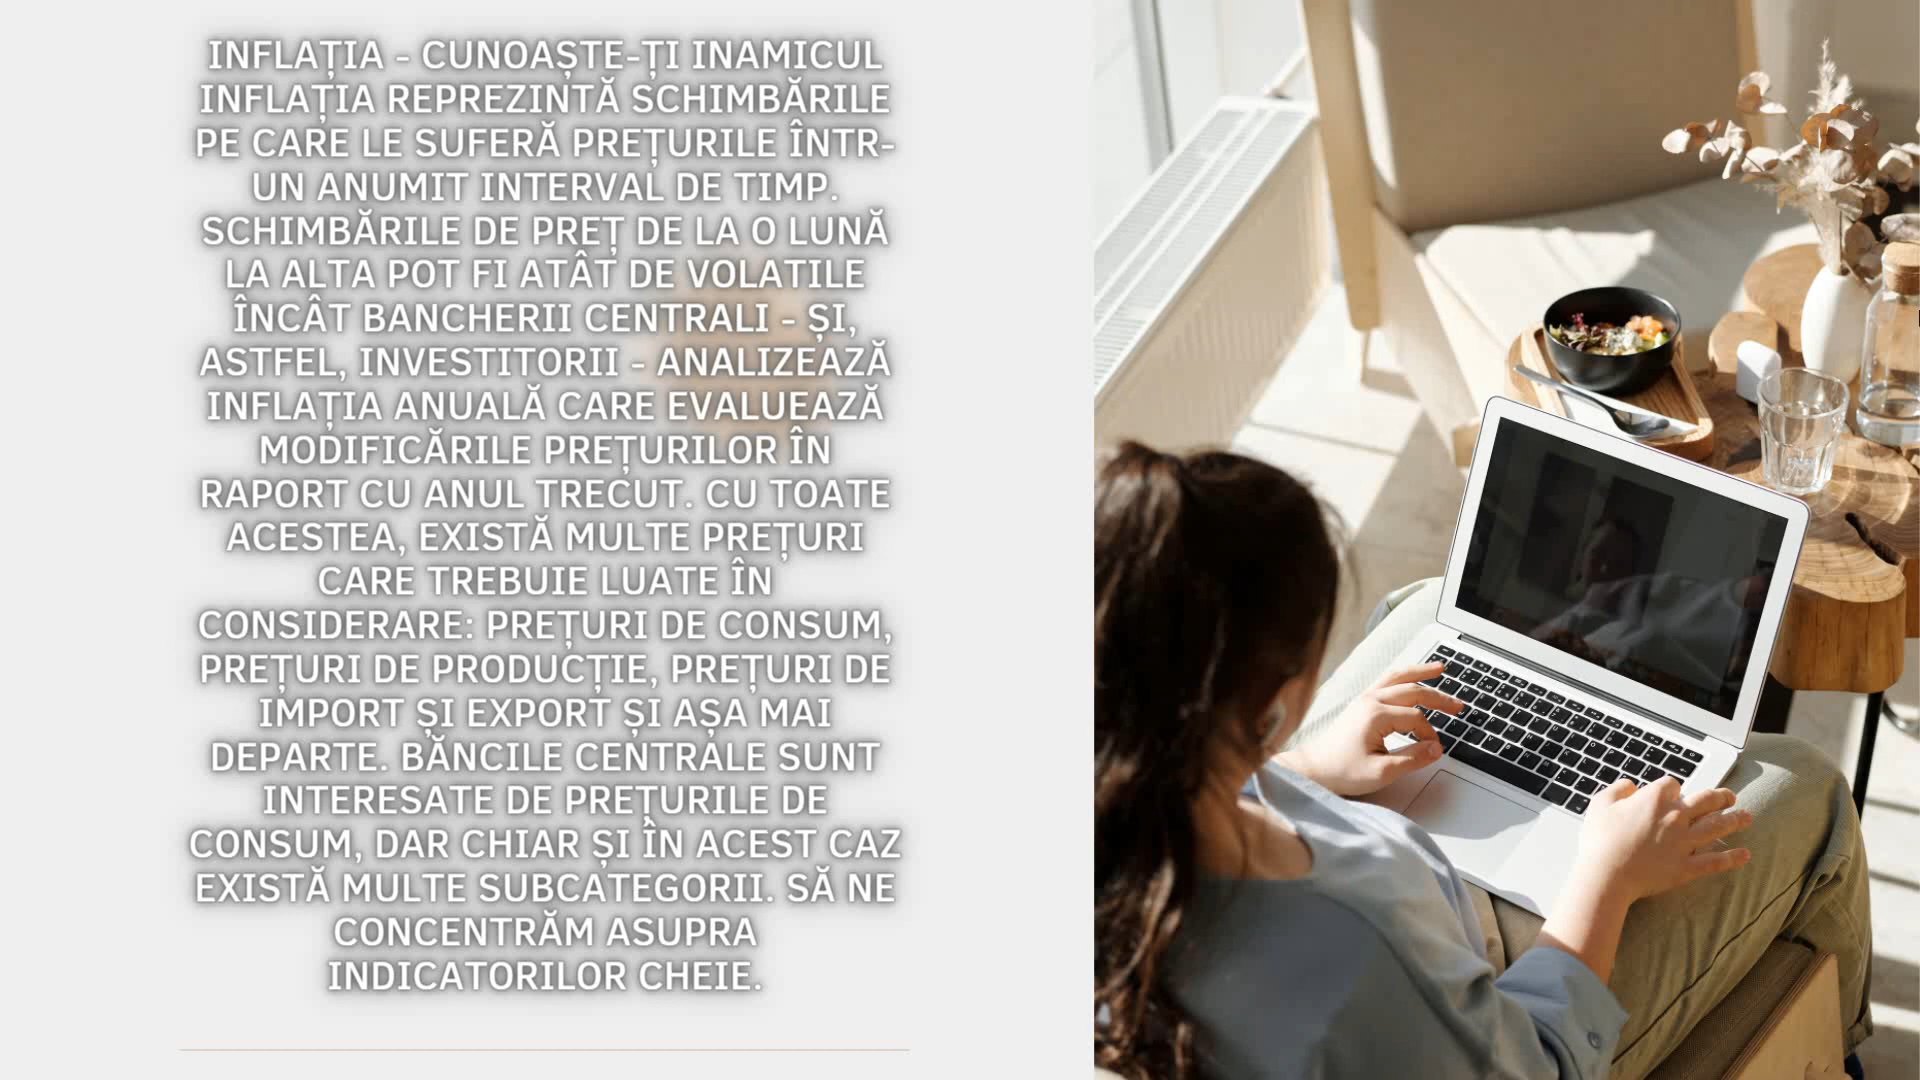 INFLAȚIA - CUNOAȘTE-ȚI INAMICUL
INFLAȚIA REPREZINTĂ SCHIMBĂRILE
PE CARE LE SUFERĂ PREȚURILE ÎNTR-
UN ANUMIT INTERVAL DE TIMP.
SCHIMBĂRILE DE PREȚ DE LA O LUNĂ
LA ALTA POT FI ATÂT DE VOLATILE
ÎNCÂT BANCHERII CENTRALI - ȘI,
ASTFEL, INVESTITORII - ANALIZEAZĂ
INFLAȚIA ANUALĂ CARE EVALUEAZĂ
MODIFICĂRILE PREȚURILOR ÎN
RAPORT CU ANUL TRECUT. CU TOATE
ACESTEA, EXISTĂ MULTE PREȚURI
CARE TREBUIE LUATE ÎN
CONSIDERARE: PREȚURI DE CONSUM,
PREȚURI DE PRODUCȚIE, PREȚURI DE
IMPORT ȘI EXPORT ȘI AȘA MAI
DEPARTE. BĂNCILE CENTRALE SUNT
INTERESATE DE PREȚURILE DE
CONSUM, DAR CHIAR ȘI ÎN ACEST CAZ
EXISTĂ MULTE SUBCATEGORII. SĂ NE
CONCENTRĂM ASUPRA
INDICATORILOR CHEIE.